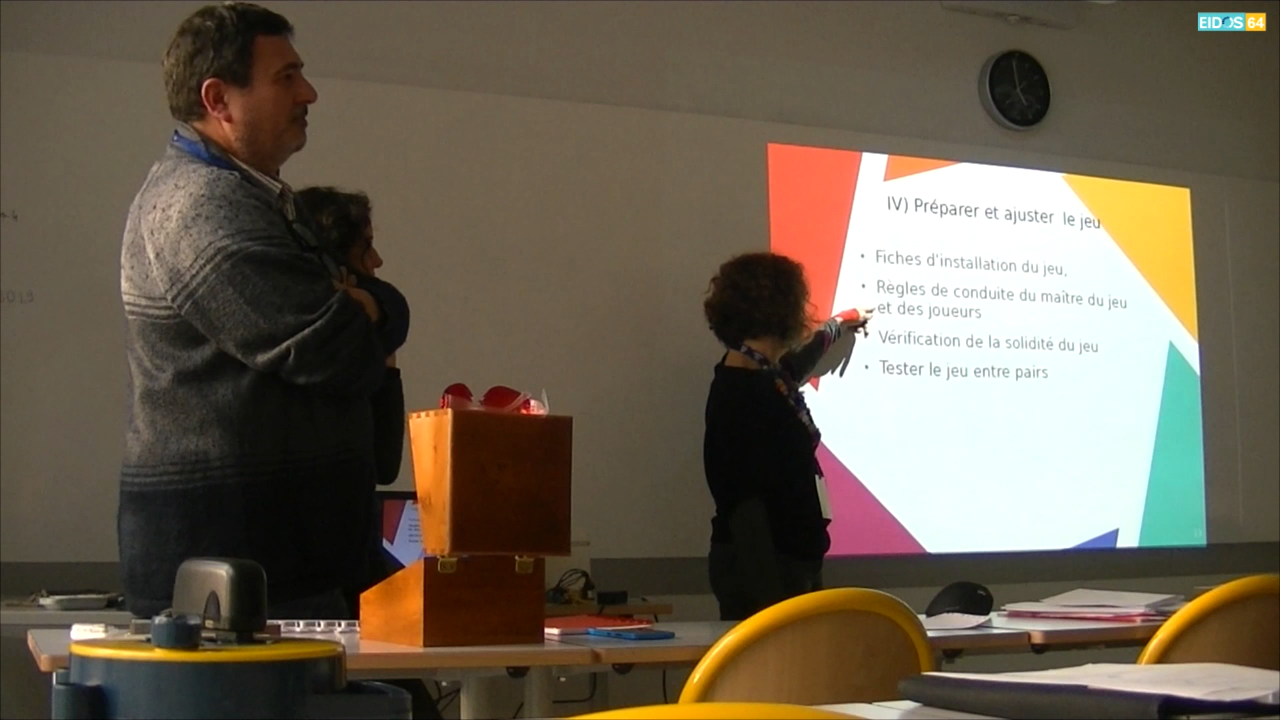 EIDOS 64
IV) Préparer et ajuster le jeu
• Fiches d'installation du jeu,
• Règles de conduite du maître du jeu
et des joueurs
• Vérification de la solidité du jeu
• Tester le jeu entre pairs